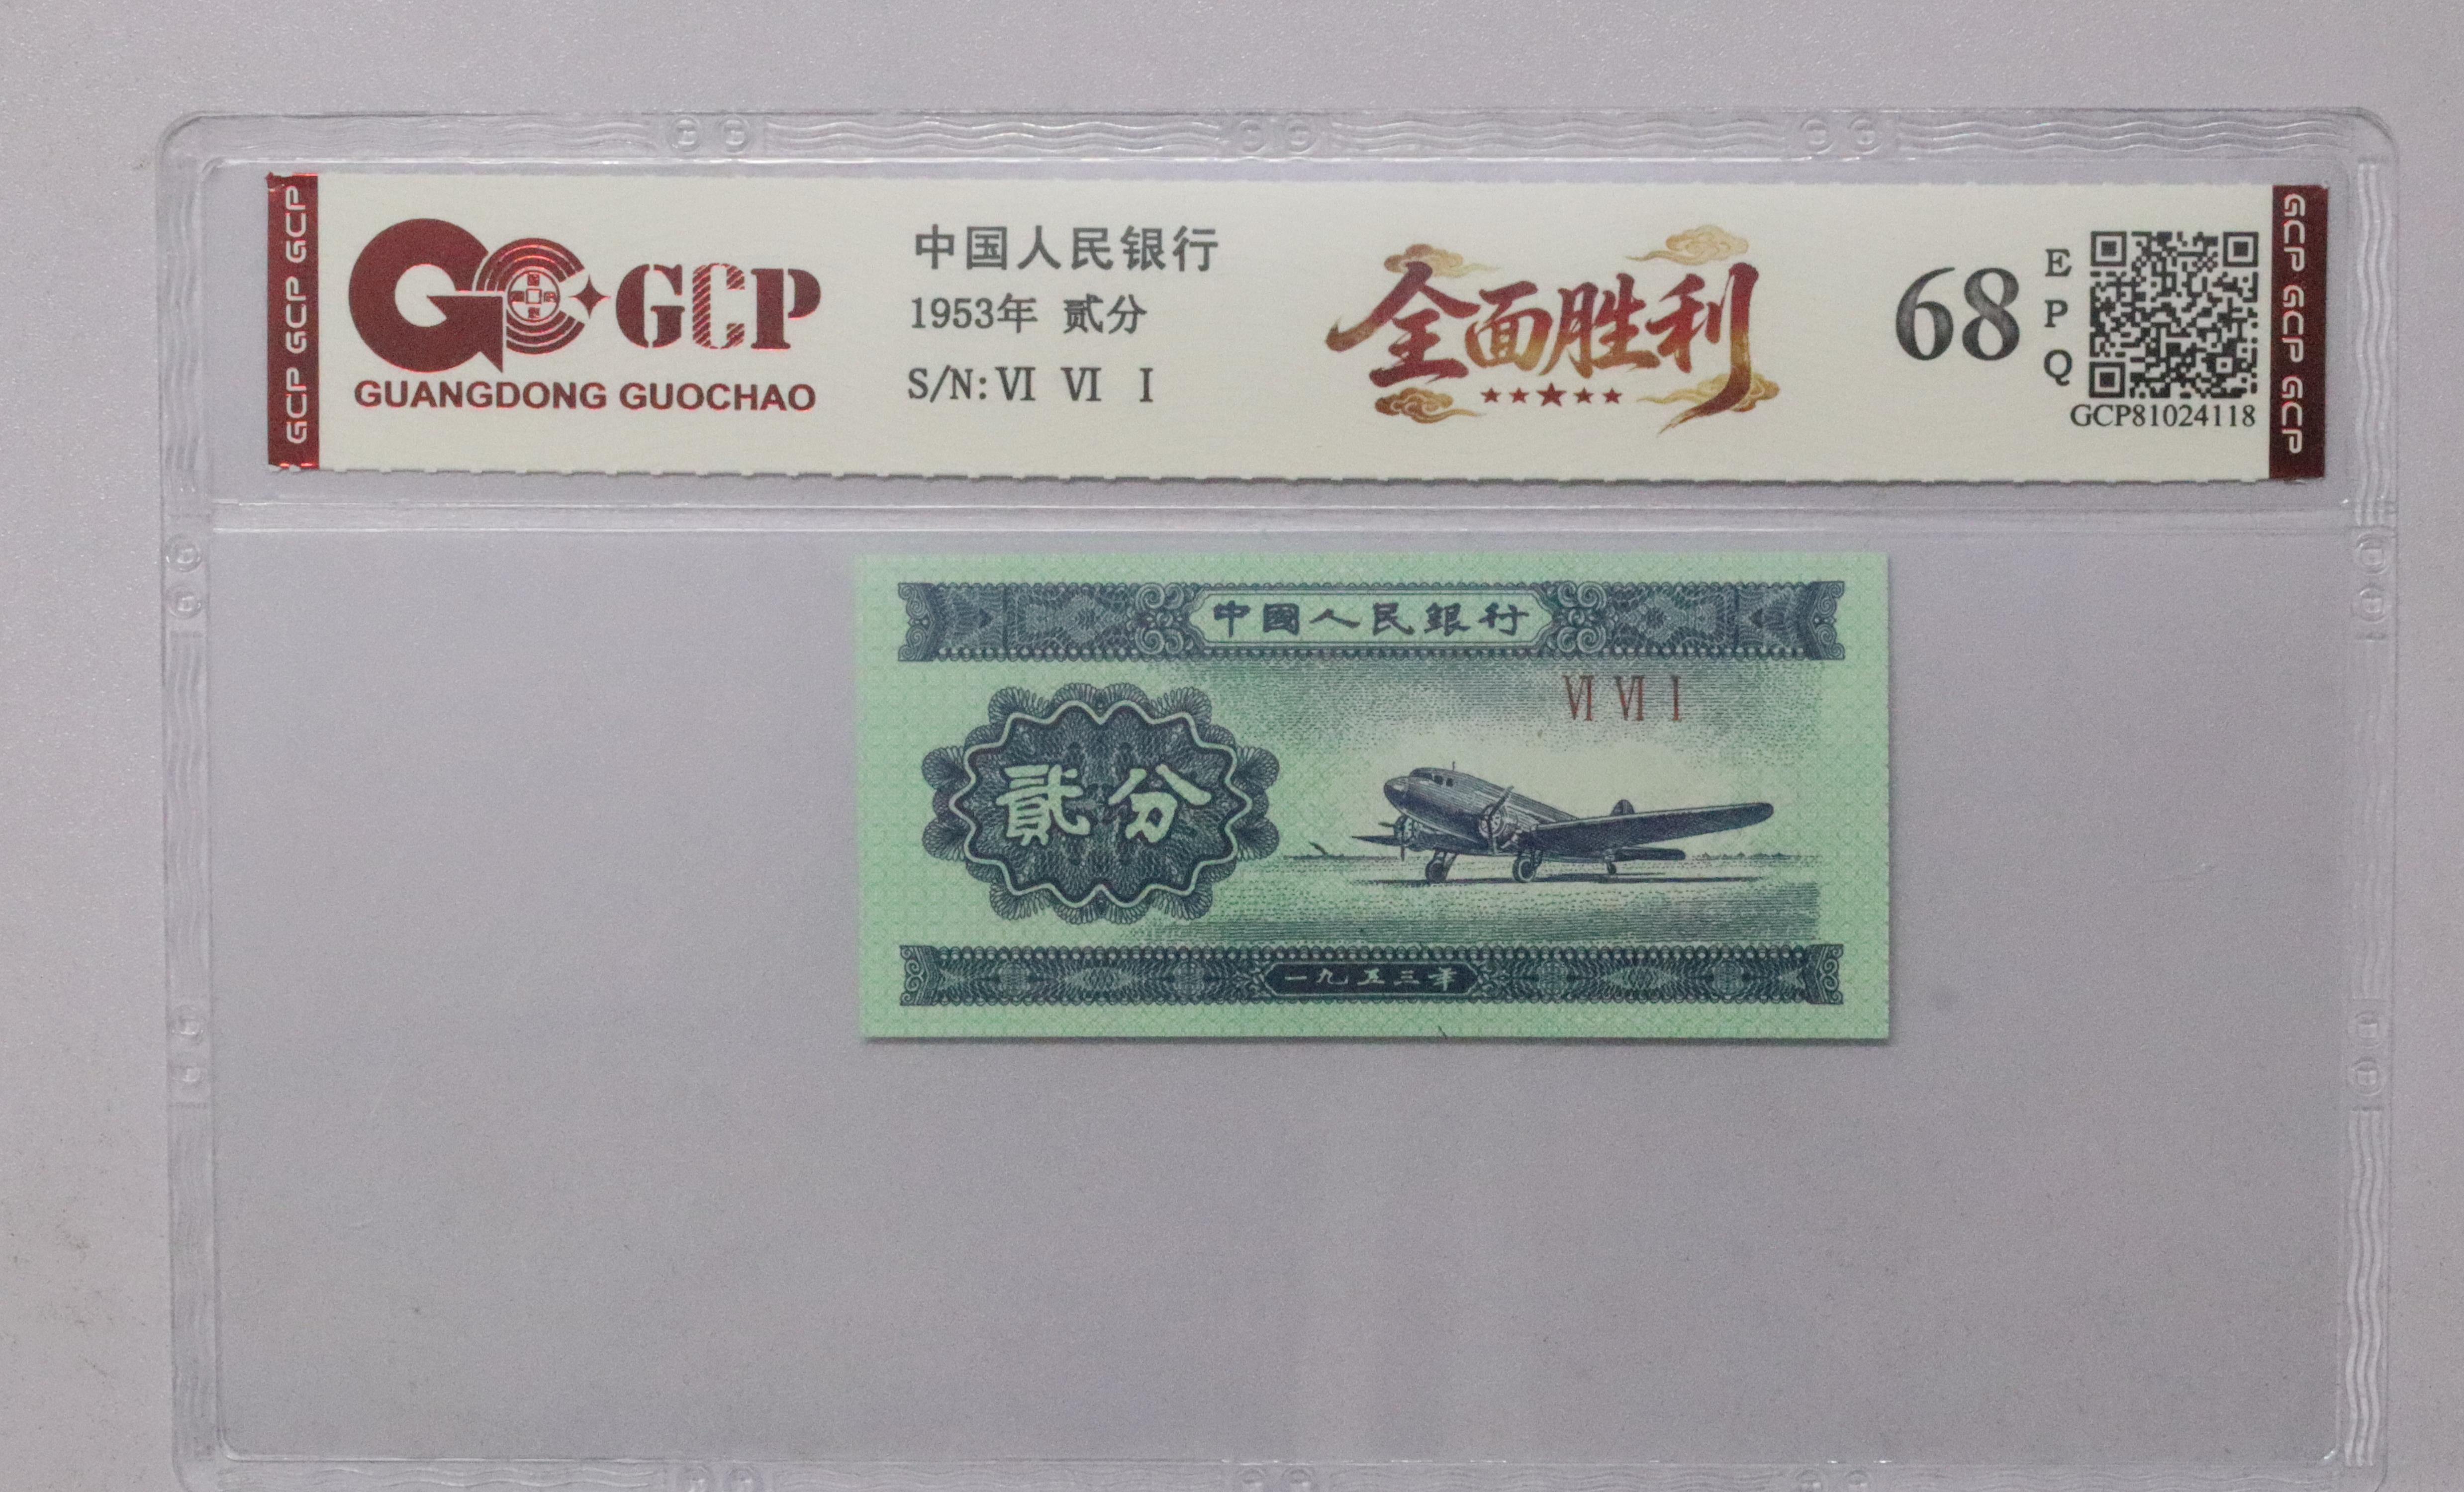 GCP GCP GCP
GCP
GUANGDONG GUOCHAO
中国人民银行
1953年 贰分
S/N: VI VI I
全面胜利
68
EPQ
GCP81024118
GCP GCP GCP
中國人民銀行
VI VI I
貳分
一九五三年